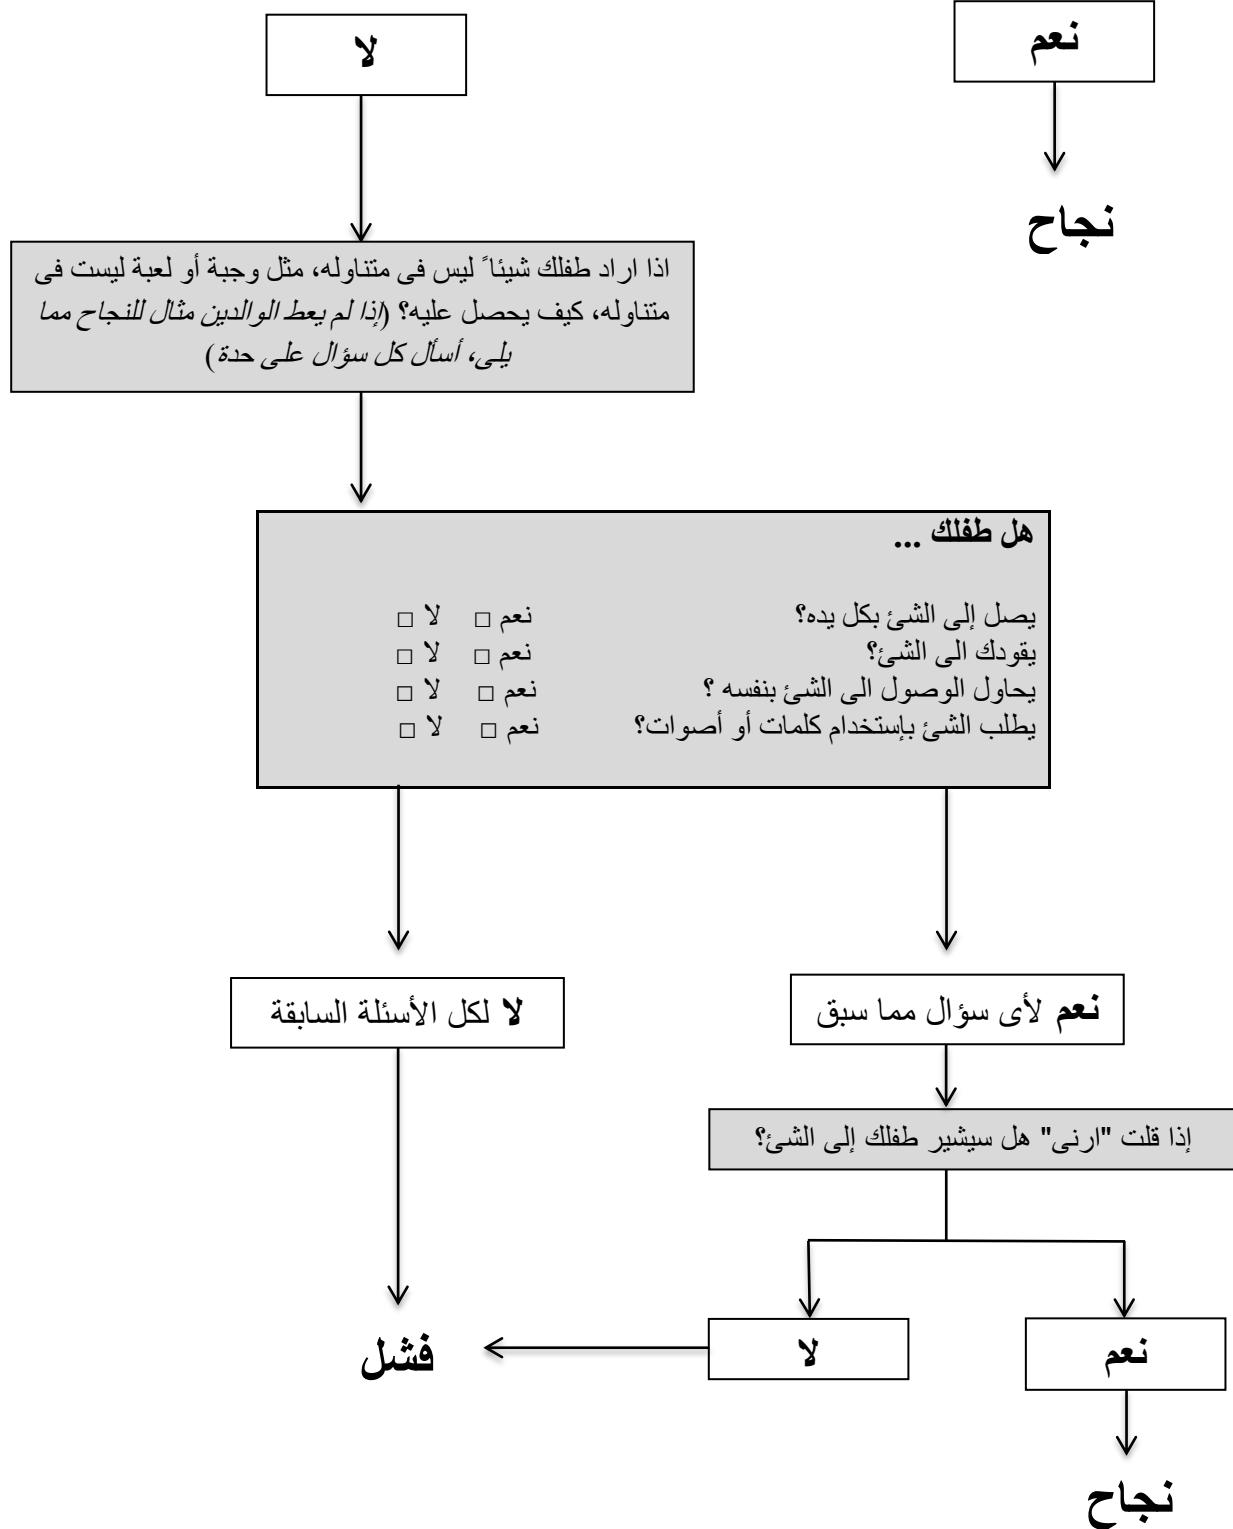 نعم
لا
نجاح
اذا اراد طفلك شيئا ً ليس فى متناوله، مثل وجبة أو لعبة ليست فى
متناوله، كيف يحصل عليه؟ (إذا لم يعط الوالدين مثال للنجاح مما
يلى، أسأل كل سؤال على حدة)
هل طفلك ...
يصل إلى الشئ بكل يده؟ نعم □ لا □
يقودك الى الشئ؟ نعم □ لا □
يحاول الوصول الى الشئ بنفسه ؟ نعم □ لا □
يطلب الشئ بإستخدام كلمات أو أصوات؟ نعم □ لا □
نعم لأى سؤال مما سبق
لا لكل الأسئلة السابقة
إذا قلت "ارنى" هل سيشير طفلك إلى الشئ؟
نعم
لا
فشل
نجاح